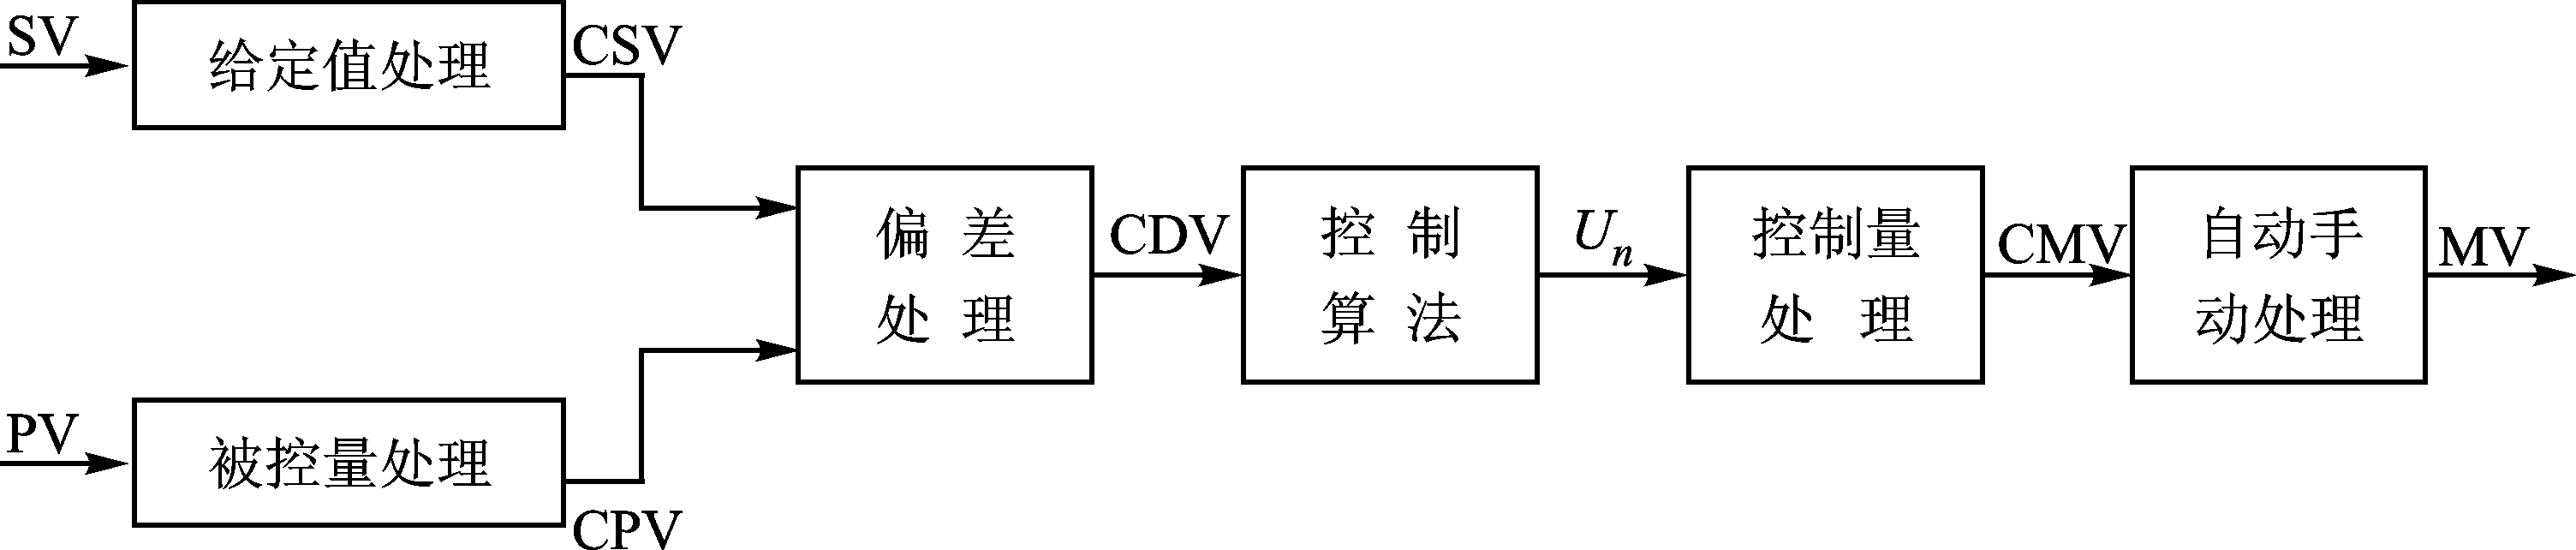 SV
给定值处理
CSV
PV
被控量处理
CPV
偏差
处理
CDV
控制
算法
Un
控制量
处理
CMV
自动手
动处理
MV